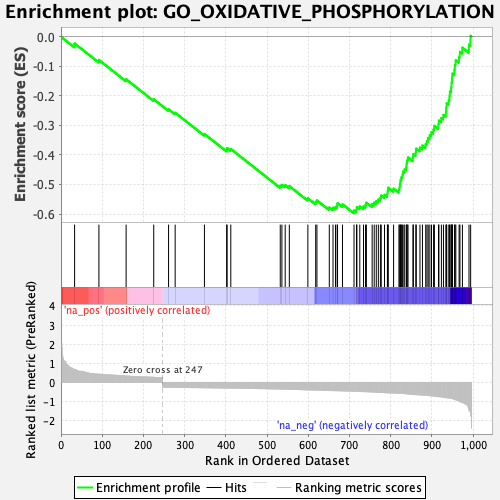 Enrichment plot: GO_OXIDATIVE_PHOSPHORYLATION
Enrichment score (ES)
0.0
-0.1
-0.2
-0.3
-0.4
-0.5
-0.6
Ranked list metric (PreRanked)
'na_pos' (positively correlated)
Zero cross at 247
'na_neg' (negatively correlated)
4
3
2
1
0
-1
-2
0
100
200
300
400
500
600
700
800
900
1,000
Rank in Ordered Dataset
Enrichment profile
Hits
Ranking metric scores